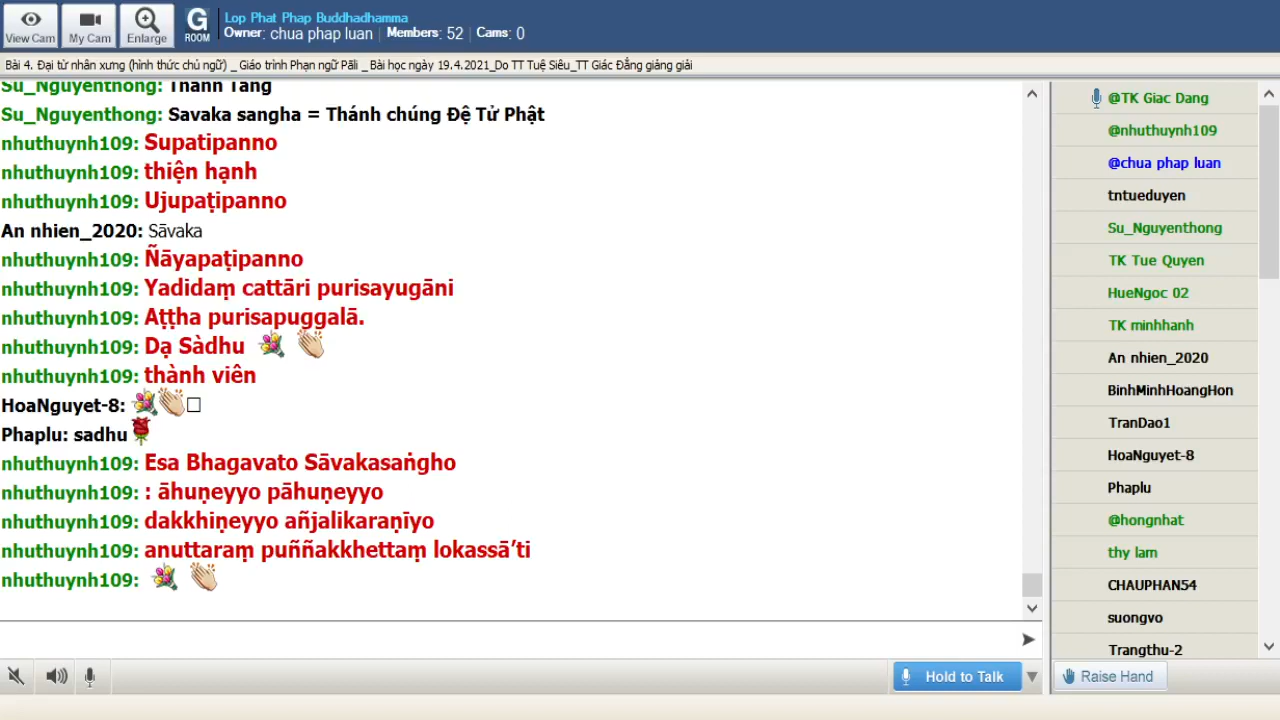 View Cam
My Cam
Enlarge
G
ROOM
Lop Phat Phap Buddhadhamma
Owner: chua phap luan Members: 52 Cams: 0
Bài 4. Đại từ nhân xưng (hình thức chủ ngữ) _ Giáo trình Phạn ngữ Pāli _ Bài học ngày 19.4.2021_Do TT Tuệ Siêu_TT Giác Đẳng giảng giải
Su_Nguyenthong: Thánh Tăng
Su_Nguyenthong: Savaka sangha = Thánh chúng Đệ Tử Phật
nhuthuynh109: Supatipanno
nhuthuynh109: thiện hạnh
nhuthuynh109: Ujupaṭipanno
An nhien_2020: Sāvaka
nhuthuynh109: Ñāyapaṭipanno
nhuthuynh109: Yadidaṃ cattāri purisayugāni
nhuthuynh109: Aṭṭha purisapuggalā.
nhuthuynh109: Dạ Sàdhu
nhuthuynh109: thành viên
HoaNguyet-8:
Phaplu: sadhu
nhuthuynh109: Esa Bhagavato Sāvakasaṅgho
nhuthuynh109: : āhuṇeyyo pāhuṇeyyo
nhuthuynh109: dakkhiṇeyyo añjalikaraṇīyo
nhuthuynh109: anuttaraṃ puññakkhettaṃ lokassā’ti
nhuthuynh109:
@TK Giac Dang
@nhuthuynh109
@chua phap luan
tntueduyen
Su_Nguyenthong
TK Tue Quyen
HueNgoc 02
TK minhhanh
An nhien_2020
BinhMinhHoangHon
TranDao1
HoaNguyet-8
Phaplu
@hongnhat
thy lam
CHAUPHAN54
suongvo
Trangthu-2
Hold to Talk
Raise Hand